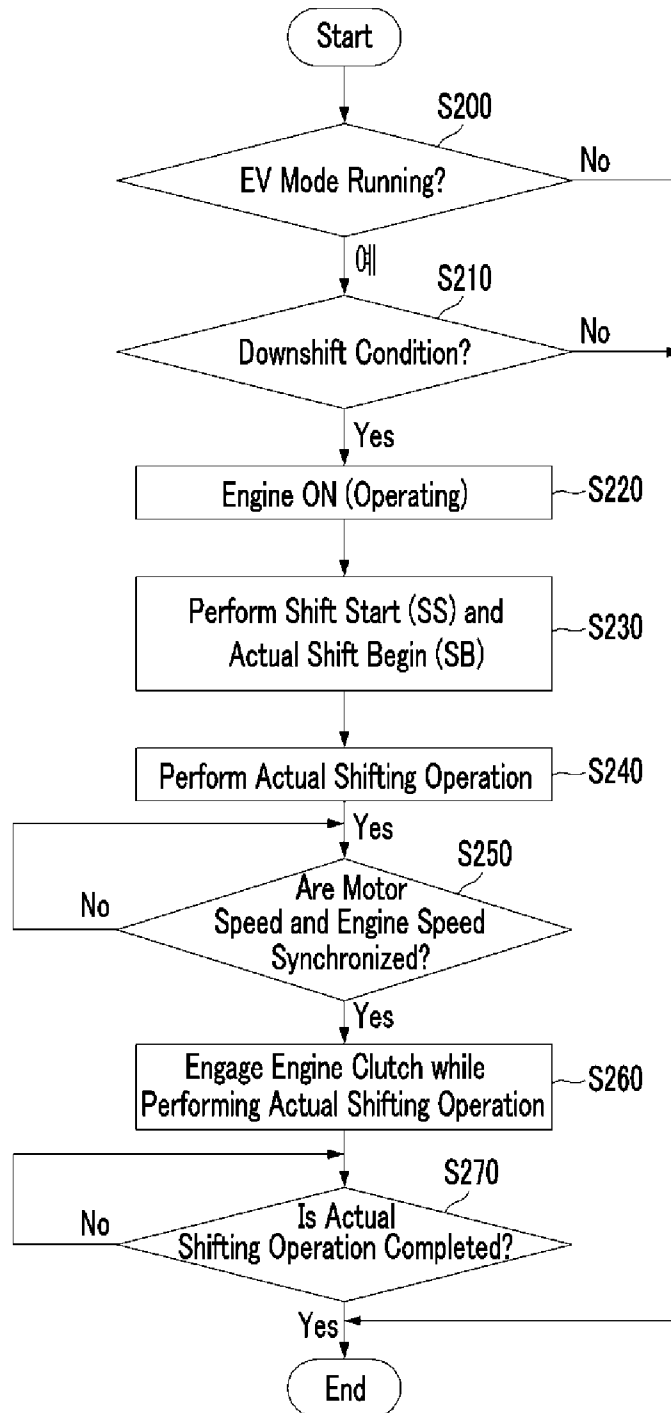 Start
S200
EV Mode Running?
No
예
S210
Downshift Condition?
No
Yes
Engine ON (Operating)
S220
Perform Shift Start (SS) and
Actual Shift Begin (SB)
S230
Perform Actual Shifting Operation
S240
Yes
S250
Are Motor
Speed and Engine Speed
Synchronized?
No
Yes
Engage Engine Clutch while
Performing Actual Shifting Operation
S260
S270
Is Actual
Shifting Operation Completed?
No
Yes
End